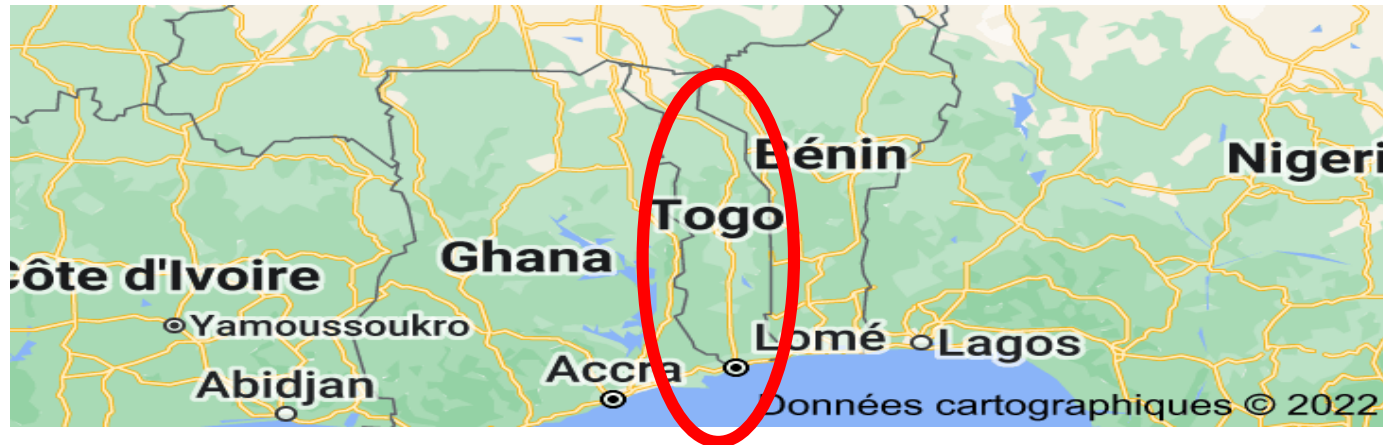 Bénin
Nigeri
Togo
Ghana
Côte d'Ivoire
Yamoussoukro
Lomé
Lagos
Accra
Abidjan
Données cartographiques © 2022